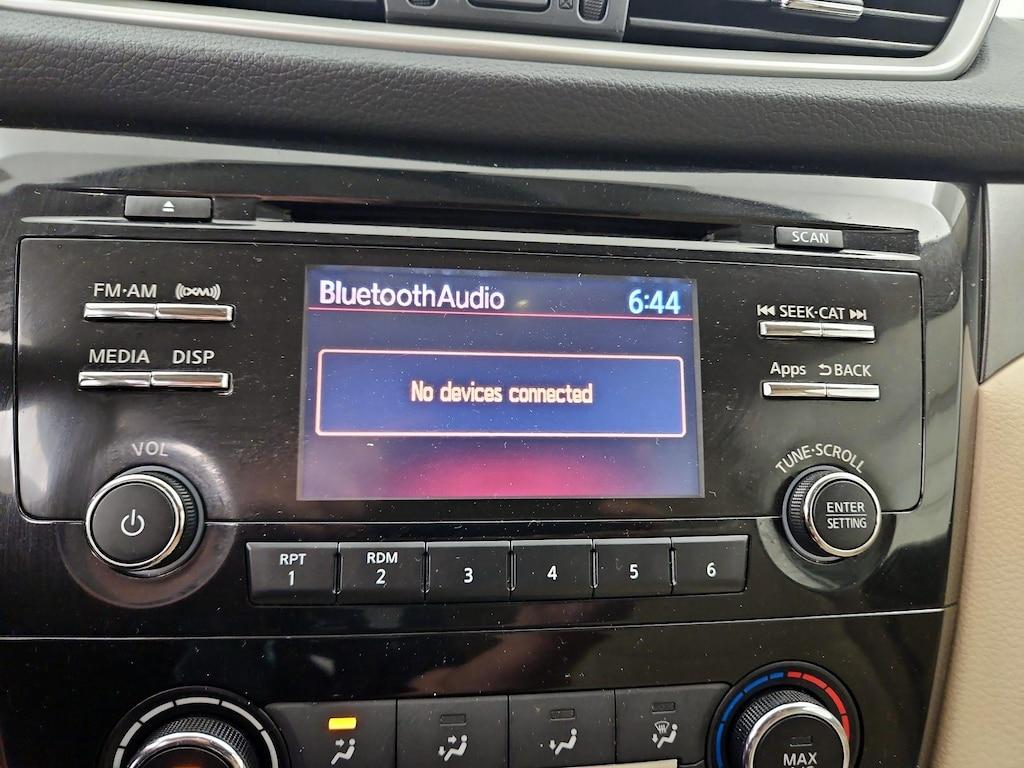 SCAN
FM·AM
((XM))
BluetoothAudio
6:44
SEEK·CAT
MEDIA
DISP
No devices connected
Apps
BACK
VOL
TUNE·SCROLL
ENTER
SETTING
RPT
1
RDM
2
3
4
5
6
MAX